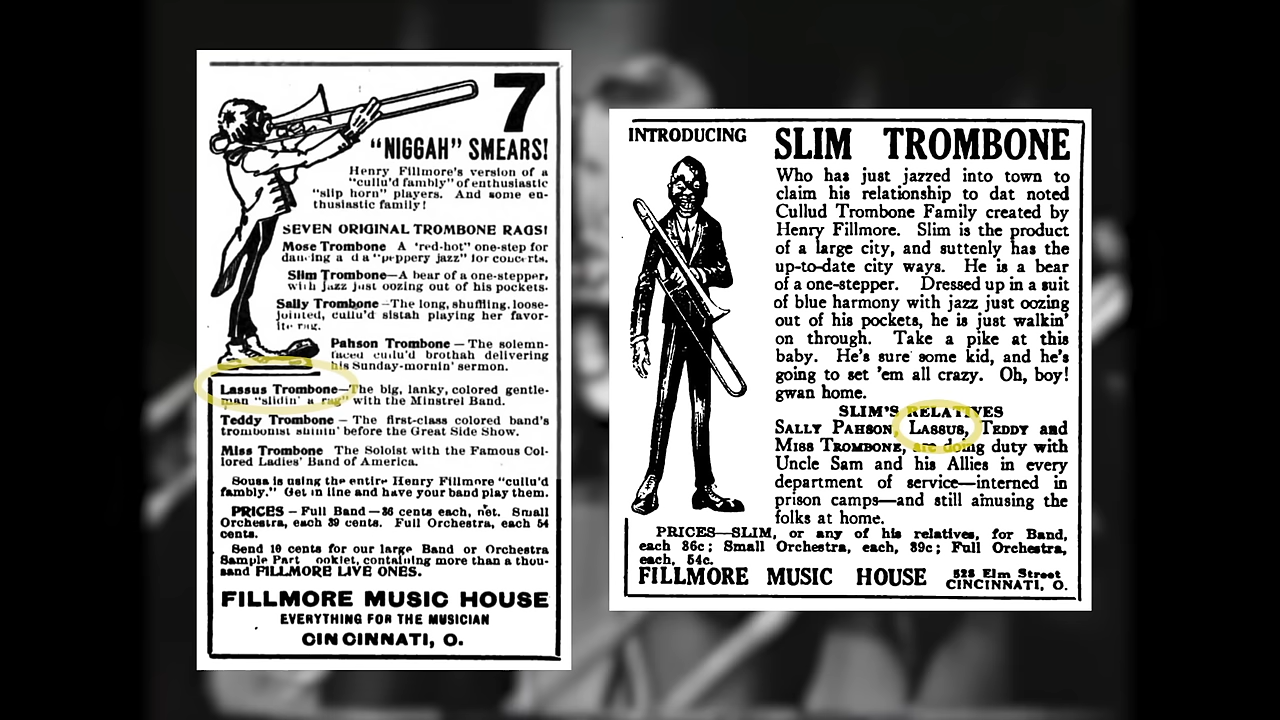 7
"NIGGAH" SMEARS!
Henry Fillmore's version of a
"cullu'd fambly" of enthusiastic
"slip horn" players. And some en-
thusiastic family!
SEVEN ORIGINAL TROMBONE RAGS!
Mose Trombone A "red-hot" one-step for
dancing a d a "peppery jazz" for concerts.
Slim Trombone—A bear of a one-stepper,
with jazz just oozing out of his pockets.
Sally Trombone—The long, shuffling, loose-
jointed, cullu'd sistah playing her favor-
ite rag.
Pahson Trombone—The solemn-
faced cullu'd brothah delivering
his Sunday-mornin' sermon.
Lassus Trombone—The big, lanky, colored gentle-
man "slidin' a rag" with the Minstrel Band.
Teddy Trombone—The first-class colored band's
trombonist before the Great Side Show.
Miss Trombone The Soloist with the Famous Col-
ored Ladies' Band of America.
Sousa is using the entire Henry Fillmore "cullu'd
fambly." Get in line and have your band play them.
PRICES—Full Band—36 cents each, net. Small
Orchestra, each 39 cents. Full Orchestra, each 54
cents.
Send 10 cents for our large Band or Orchestra
Sample Part ooklet, containing more than a thou-
sand FILLMORE LIVE ONES.
FILLMORE MUSIC HOUSE
EVERYTHING FOR THE MUSICIAN
CINCINNATI, O.
INTRODUCING SLIM TROMBONE
Who has just jazzed into town to
claim his relationship to dat noted
Cullud Trombone Family created by
Henry Fillmore. Slim is the product
of a large city, and suttenly has the
up-to-date city ways. He is a bear
of a one-stepper. Dressed up in a suit
of blue harmony with jazz just oozing
out of his pockets, he is just walkin'
on through. Take a pike at this
baby. He's sure some kid, and he's
going to set 'em all crazy. Oh, boy!
gwan home.
SLIM'S RELATIVES
SALLY PAHSON, LASSUS, TEDDY and
MISS TROMBONE, are doing duty with
Uncle Sam and his Allies in every
department of service—interned in
prison camps—and still amusing the
folks at home.
PRICES—SLIM, or any of his relatives, for Band,
each 36c; Small Orchestra, each, 39c; Full Orchestra,
each, 54c.
FILLMORE MUSIC HOUSE 528 Elm Street
CINCINNATI, O.